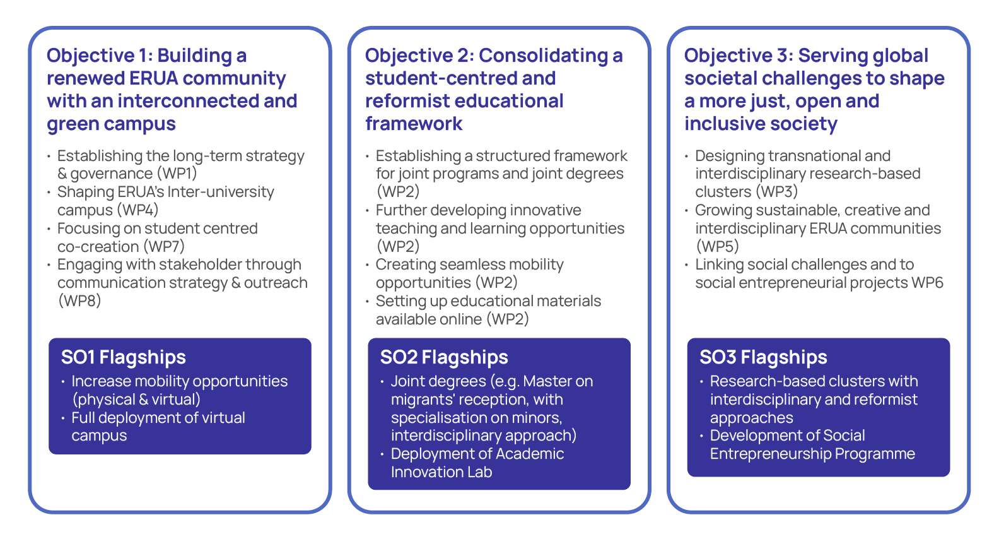 Objective 1: Building a
renewed ERUA community
with an interconnected and
green campus
• Establishing the long-term strategy
& governance (WP1)
• Shaping ERUA's Inter-university
campus (WP4)
• Focusing on student centred
co-creation (WP7)
• Engaging with stakeholder through
communication strategy & outreach
(WP8)
SO1 Flagships
• Increase mobility opportunities
(physical & virtual)
• Full deployment of virtual
campus
Objective 2: Consolidating a
student-centred and
reformist educational
framework
• Establishing a structured framework
for joint programs and joint degrees
(WP2)
• Further developing innovative
teaching and learning opportunities
(WP2)
• Creating seamless mobility
opportunities (WP2)
• Setting up educational materials
available online (WP2)
SO2 Flagships
• Joint degrees (e.g. Master on
migrants' reception, with
specialisation on minors,
interdisciplinary approach)
• Deployment of Academic
Innovation Lab
Objective 3: Serving global
societal challenges to shape
a more just, open and
inclusive society
• Designing transnational and
interdisciplinary research-based
clusters (WP3)
• Growing sustainable, creative and
interdisciplinary ERUA communities
(WP5)
• Linking social challenges and to
social entrepreneurial projects WP6
SO3 Flagships
• Research-based clusters with
interdisciplinary and reformist
approaches
• Development of Social
Entrepreneurship Programme